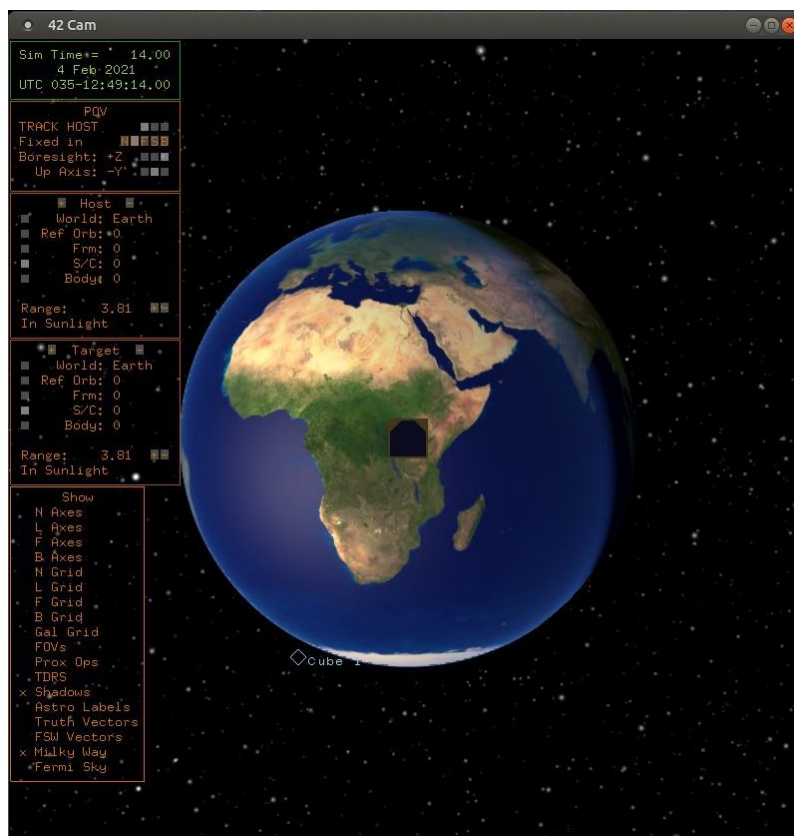 42 Cam
Sim Time = 14.00
4 Feb 2021
UTC 035-12:49:14.00
POV
TRACK HOST
Fixed in N F S B
Boresight: +Z
Up Axis: -Y
+ Host -
World: Earth
Ref Orb: 0
Frm: 0
S/C: 0
Body: 0
Range: 3.81 + -
In Sunlight
+ Target -
World: Earth
Ref Orb: 0
Frm: 0
S/C: 0
Body: 0
Range: 3.81 + -
In Sunlight
Show
N Axes
L Axes
F Axes
B Axes
N Grid
L Grid
F Grid
B Grid
Gal Grid
FOVs
Prox Ops
TDRS
x Shadows
Astro Labels
Truth Vectors
FSW Vectors
x Milky Way
Fermi Sky
Cube 1